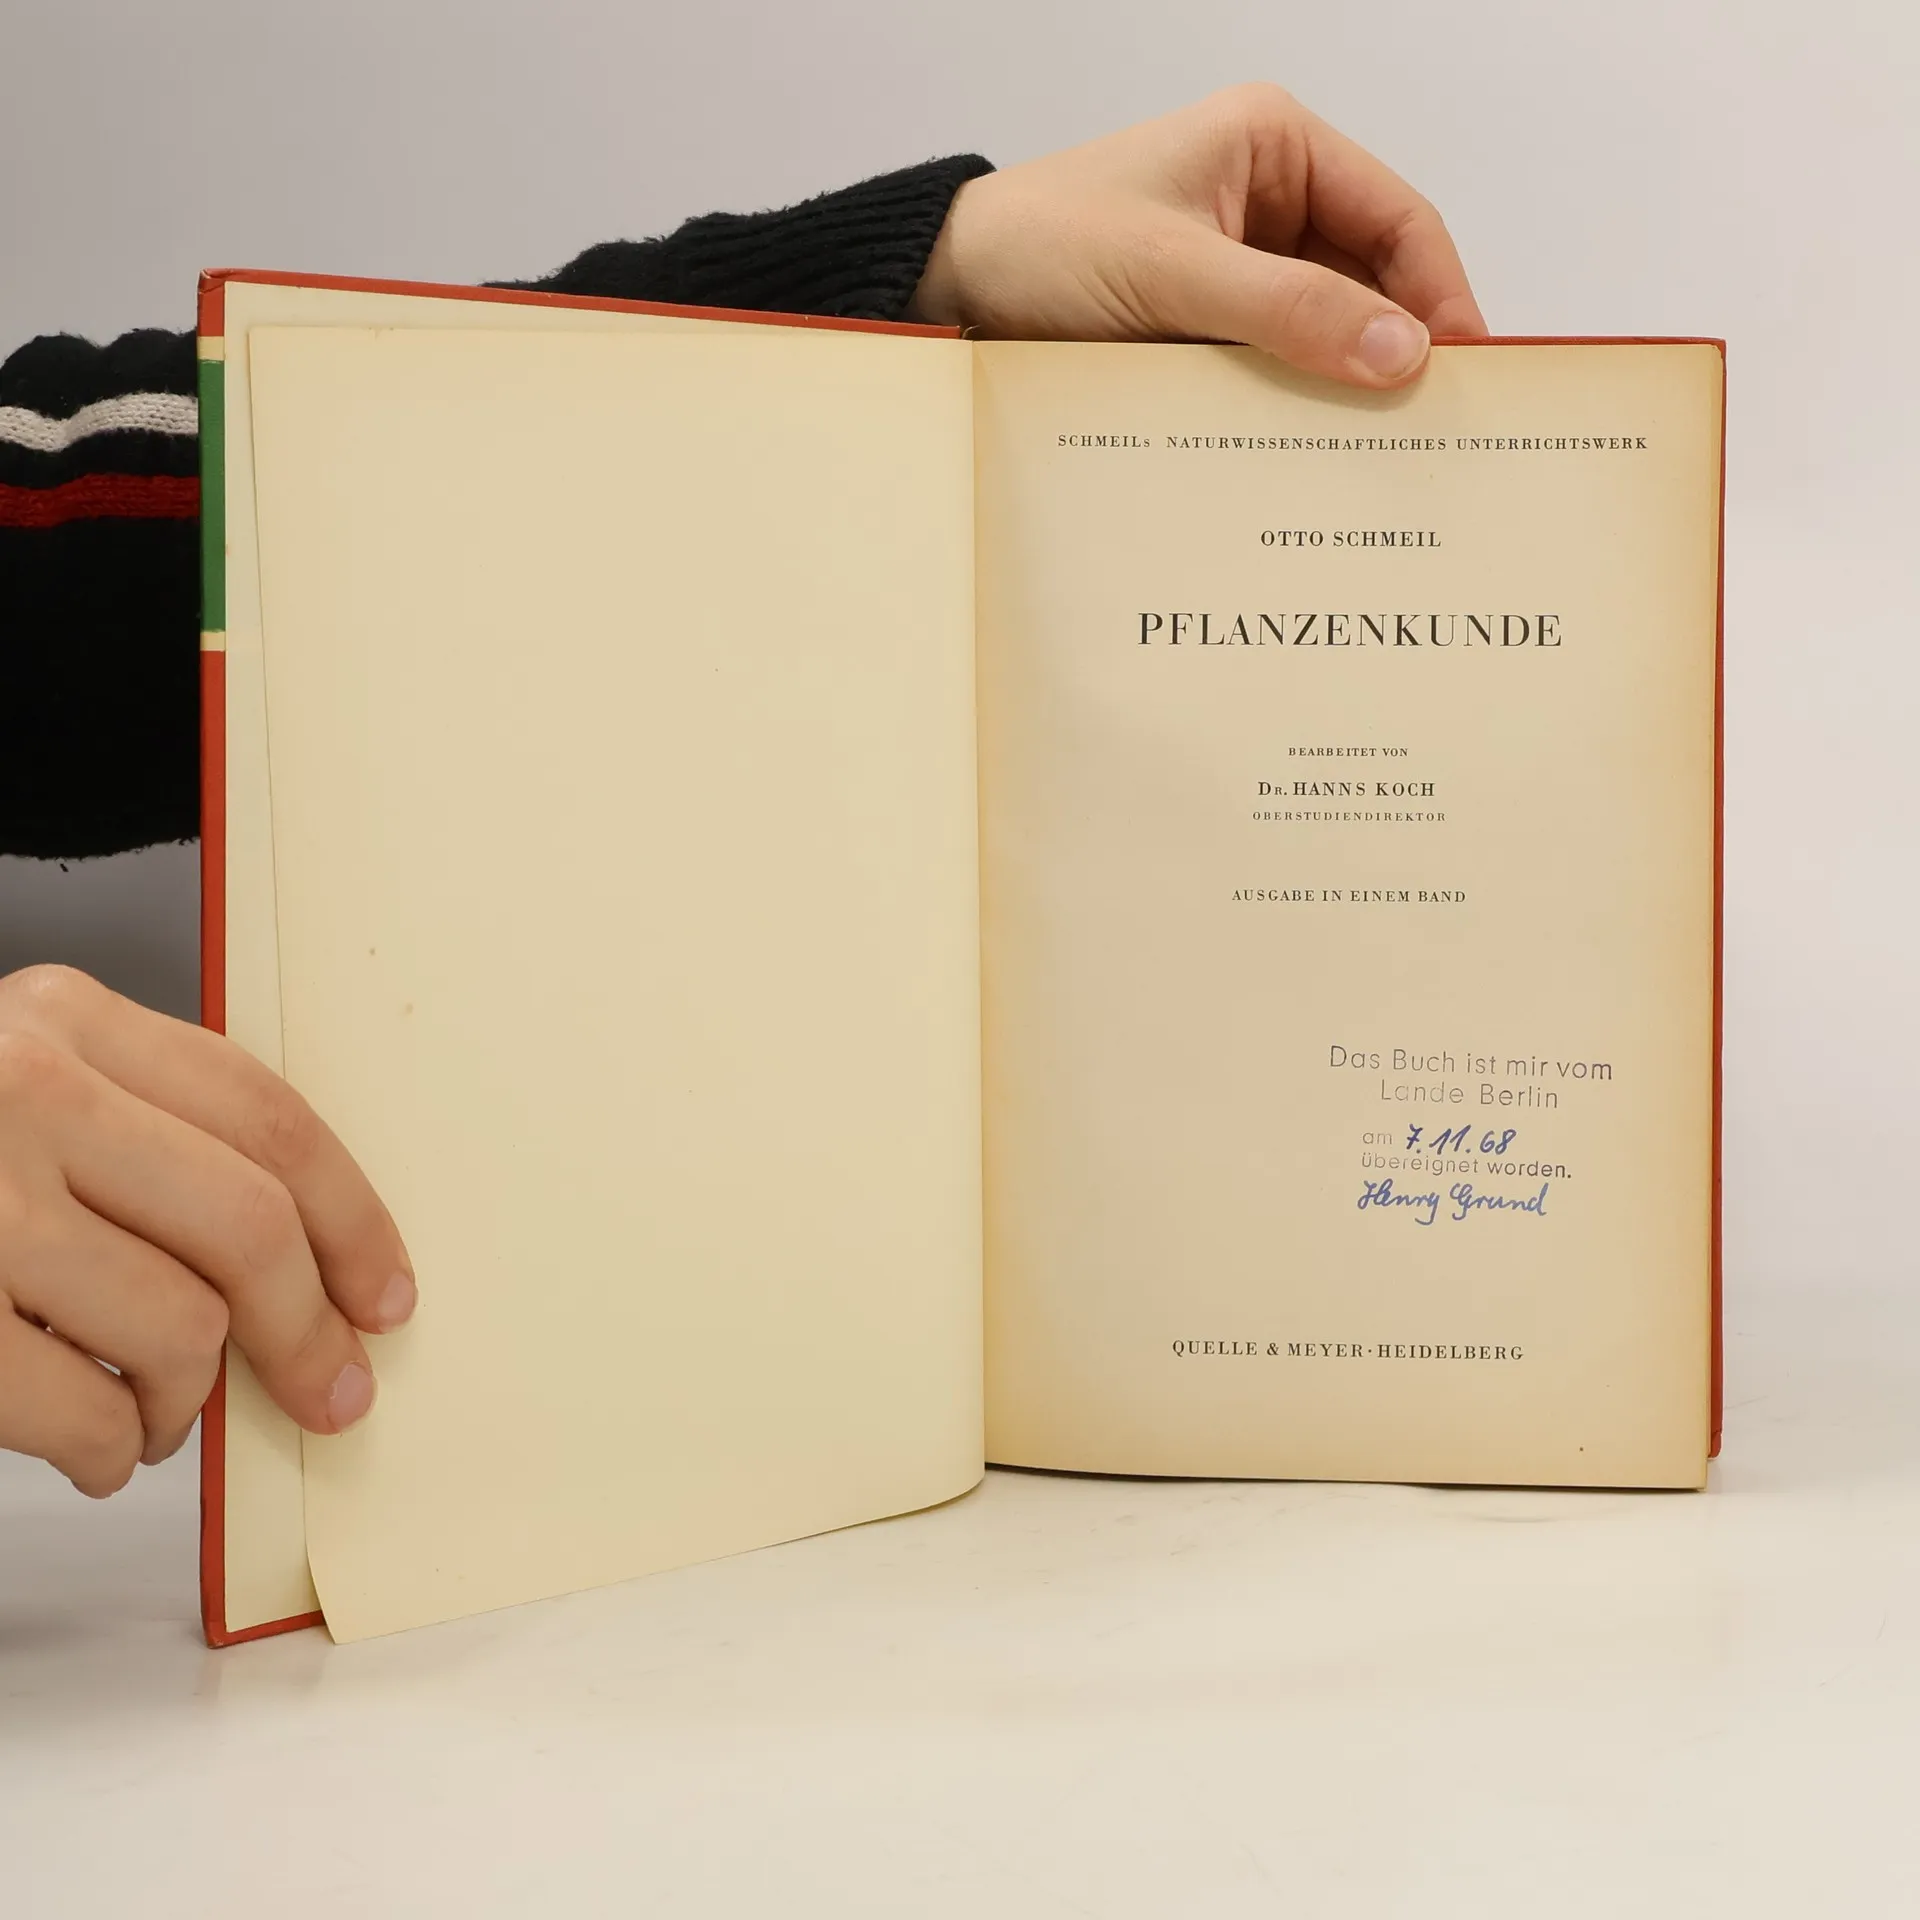 SCHMEILs NATURWISSENSCHAFTLICHES UNTERRICHTSWERK
OTTO SCHMEIL
PFLANZENKUNDE
BEARBEITET VON
Dr. HANNS KOCH
OBERSTUDIENDIREKTOR
AUSGABE IN EINEM BAND
Das Buch ist mir vom
Lande Berlin
am 7.11.68
übereignet worden.
Henry Grund
QUELLE & MEYER · HEIDELBERG